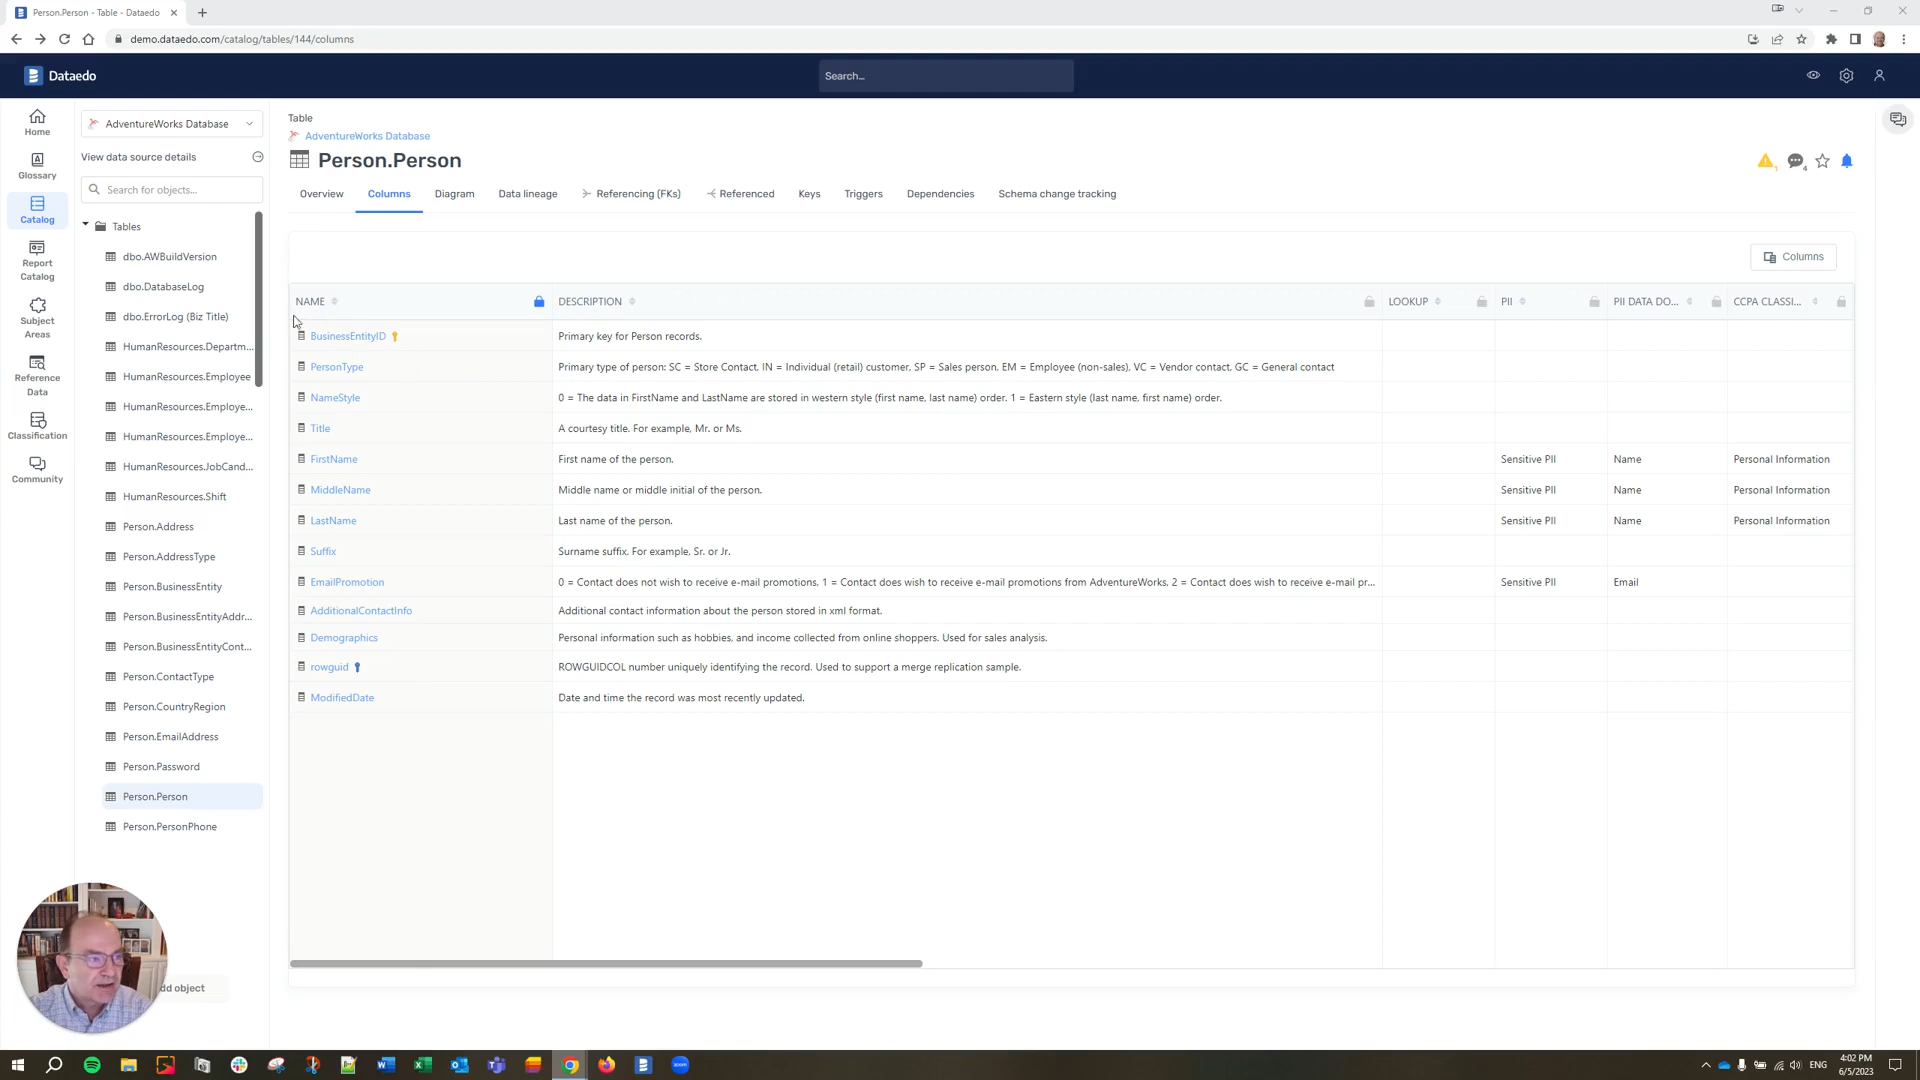 Person.Person - Table - Dataedo
demo.dataedo.com/catalog/tables/144/columns
Dataedo
Search...
Home
Glossary
Catalog
Report
Catalog
Subject
Areas
Reference
Data
Classification
Community
AdventureWorks Database
View data source details
Search for objects...
Tables
dbo.AWBuildVersion
dbo.DatabaseLog
dbo.ErrorLog (Biz Title)
HumanResources.Departm...
HumanResources.Employee
HumanResources.Employe...
HumanResources.Employe...
HumanResources.JobCand...
HumanResources.Shift
Person.Address
Person.AddressType
Person.BusinessEntity
Person.BusinessEntityAddr...
Person.BusinessEntityCont...
Person.ContactType
Person.CountryRegion
Person.EmailAddress
Person.Password
Person.Person
Person.PersonPhone
dd object
Table
AdventureWorks Database
Person.Person
Overview Columns Diagram Data lineage Referencing (FKs) Referenced Keys Triggers Dependencies Schema change tracking
Columns
NAME DESCRIPTION LOOKUP PII PII DATA DO... CCPA CLASSI...
BusinessEntityID Primary key for Person records.
PersonType Primary type of person: SC = Store Contact, IN = Individual (retail) customer, SP = Sales person, EM = Employee (non-sales), VC = Vendor contact, GC = General contact
NameStyle 0 = The data in FirstName and LastName are stored in western style (first name, last name) order. 1 = Eastern style (last name, first name) order.
Title A courtesy title. For example, Mr. or Ms.
FirstName First name of the person. Sensitive PII Name Personal Information
MiddleName Middle name or middle initial of the person. Sensitive PII Name Personal Information
LastName Last name of the person. Sensitive PII Name Personal Information
Suffix Surname suffix. For example, Sr. or Jr.
EmailPromotion 0 = Contact does not wish to receive e-mail promotions, 1 = Contact does wish to receive e-mail promotions from AdventureWorks, 2 = Contact does wish to receive e-mail pr... Sensitive PII Email
AdditionalContactInfo Additional contact information about the person stored in xml format.
Demographics Personal information such as hobbies, and income collected from online shoppers. Used for sales analysis.
rowguid ROWGUIDCOL number uniquely identifying the record. Used to support a merge replication sample.
ModifiedDate Date and time the record was most recently updated.
ENG
4:02 PM
6/5/2023